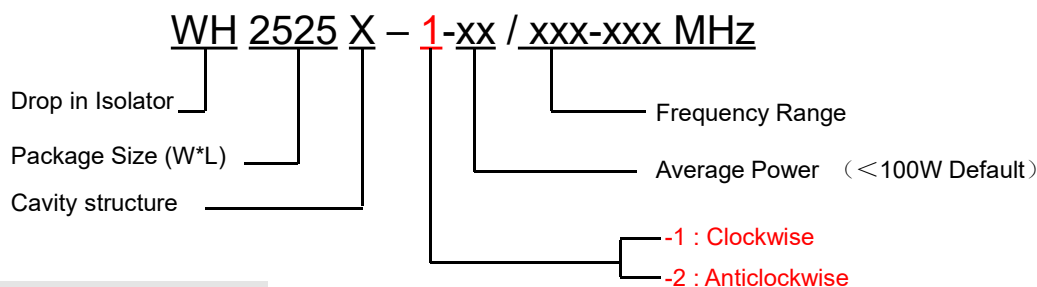 WH 2525 X – 1-xx / xxx-xxx MHz
Drop in Isolator
Frequency Range
Package Size (W*L)
Average Power （＜100W Default）
Cavity structure
-1 : Clockwise
-2 : Anticlockwise